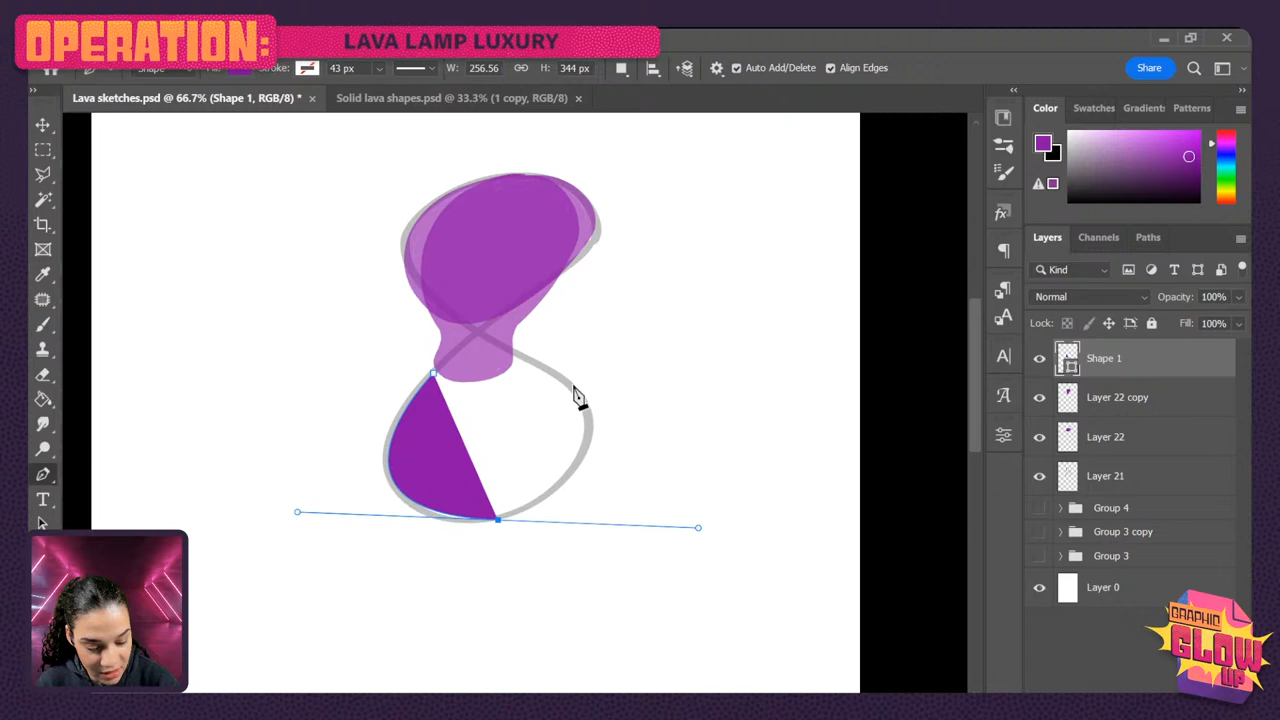 OPERATION:
LAVA LAMP LUXURY
Shape
Stroke:
43 px
W: 256.56
H: 344 px
Auto Add/Delete
Align Edges
Share
Lava sketches.psd @ 66.7% (Shape 1, RGB/8) *
Solid lava shapes.psd @ 33.3% (1 copy, RGB/8)
Color
Swatches
Gradient:
Patterns
Layers
Channels
Paths
Kind
Normal
Opacity: 100%
Lock:
Fill: 100%
Shape 1
Layer 22 copy
Layer 22
Layer 21
Group 4
Group 3 copy
Group 3
Layer 0
GRAPHIC
GLOW
UP